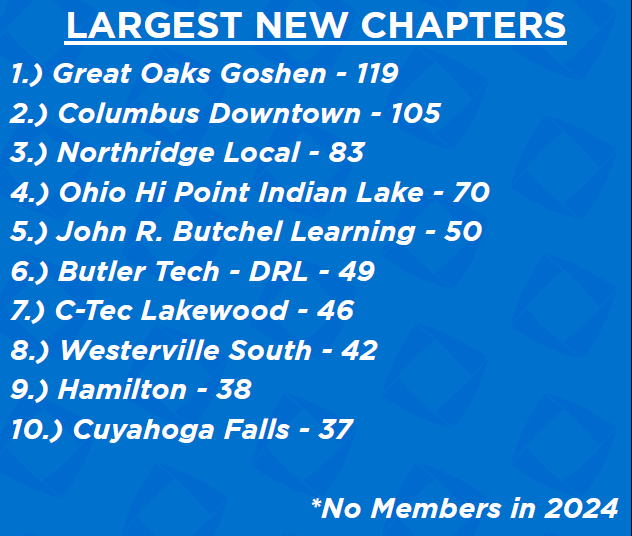 LARGEST NEW CHAPTERS
1.) Great Oaks Goshen - 119
2.) Columbus Downtown - 105
3.) Northridge Local - 83
4.) Ohio Hi Point Indian Lake - 70
5.) John R. Butchel Learning - 50
6.) Butler Tech - DRL - 49
7.) C-Tec Lakewood - 46
8.) Westerville South - 42
9.) Hamilton - 38
10.) Cuyahoga Falls - 37
*No Members in 2024